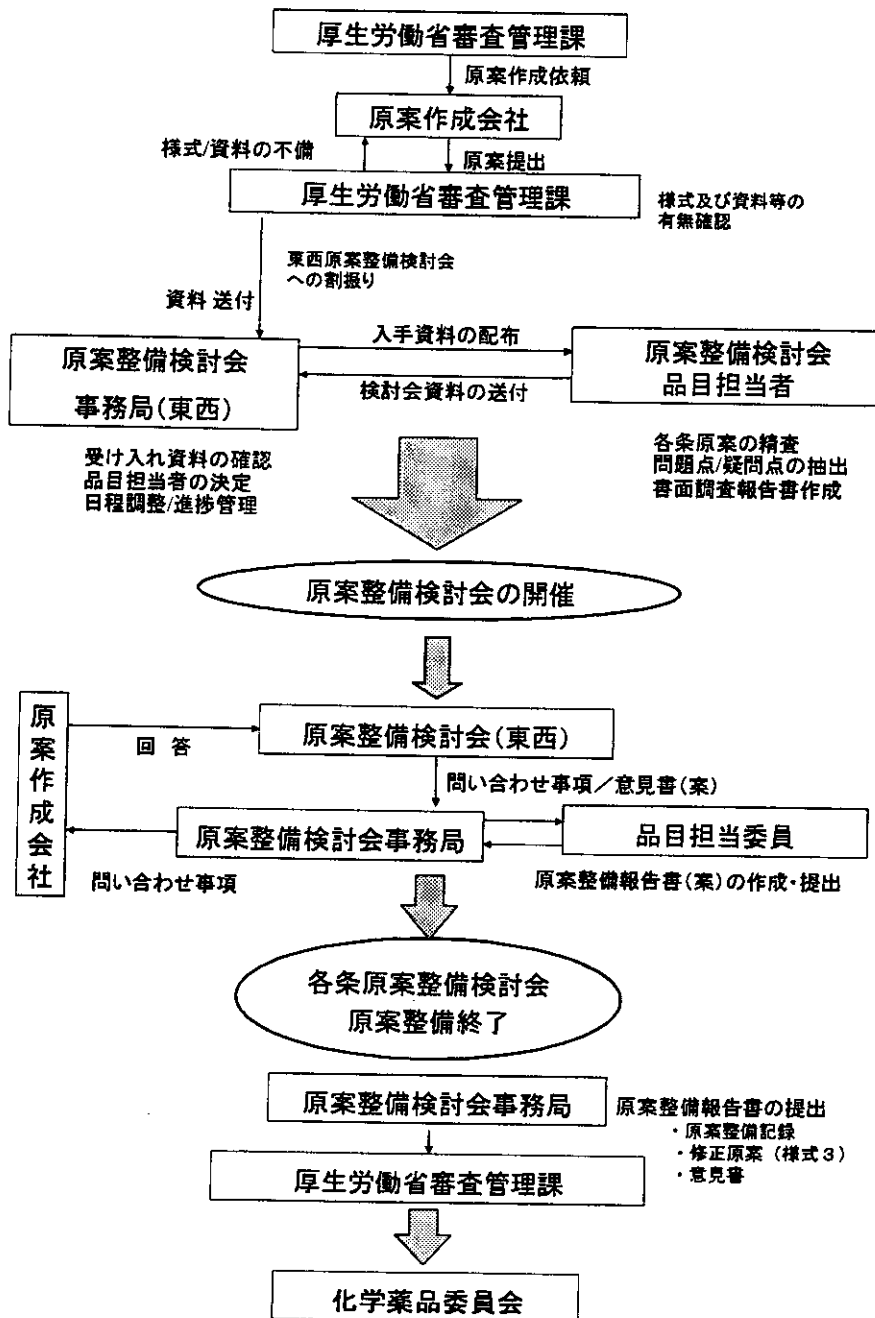 厚生労働省審査管理課
原案作成依頼
原案作成会社
様式/資料の不備
原案提出
厚生労働省審査管理課
様式及び資料等の
有無確認
東西原案整備検討会
への割振り
資料 送付
原案整備検討会
事務局(東西)
入手資料の配布
検討会資料の送付
原案整備検討会
品目担当者
受け入れ資料の確認
品目担当者の決定
日程調整/進捗管理
各条原案の精査
問題点/疑問点の抽出
書面調査報告書作成
原案整備検討会の開催
原案作成会社
回 答
原案整備検討会(東西)
問い合わせ事項/意見書(案)
原案整備検討会事務局
品目担当委員
問い合わせ事項
原案整備報告書(案)の作成・提出
各条原案整備検討会
原案整備終了
原案整備検討会事務局
原案整備報告書の提出
・原案整備記録
・修正原案(様式3)
・意見書
厚生労働省審査管理課
化学薬品委員会